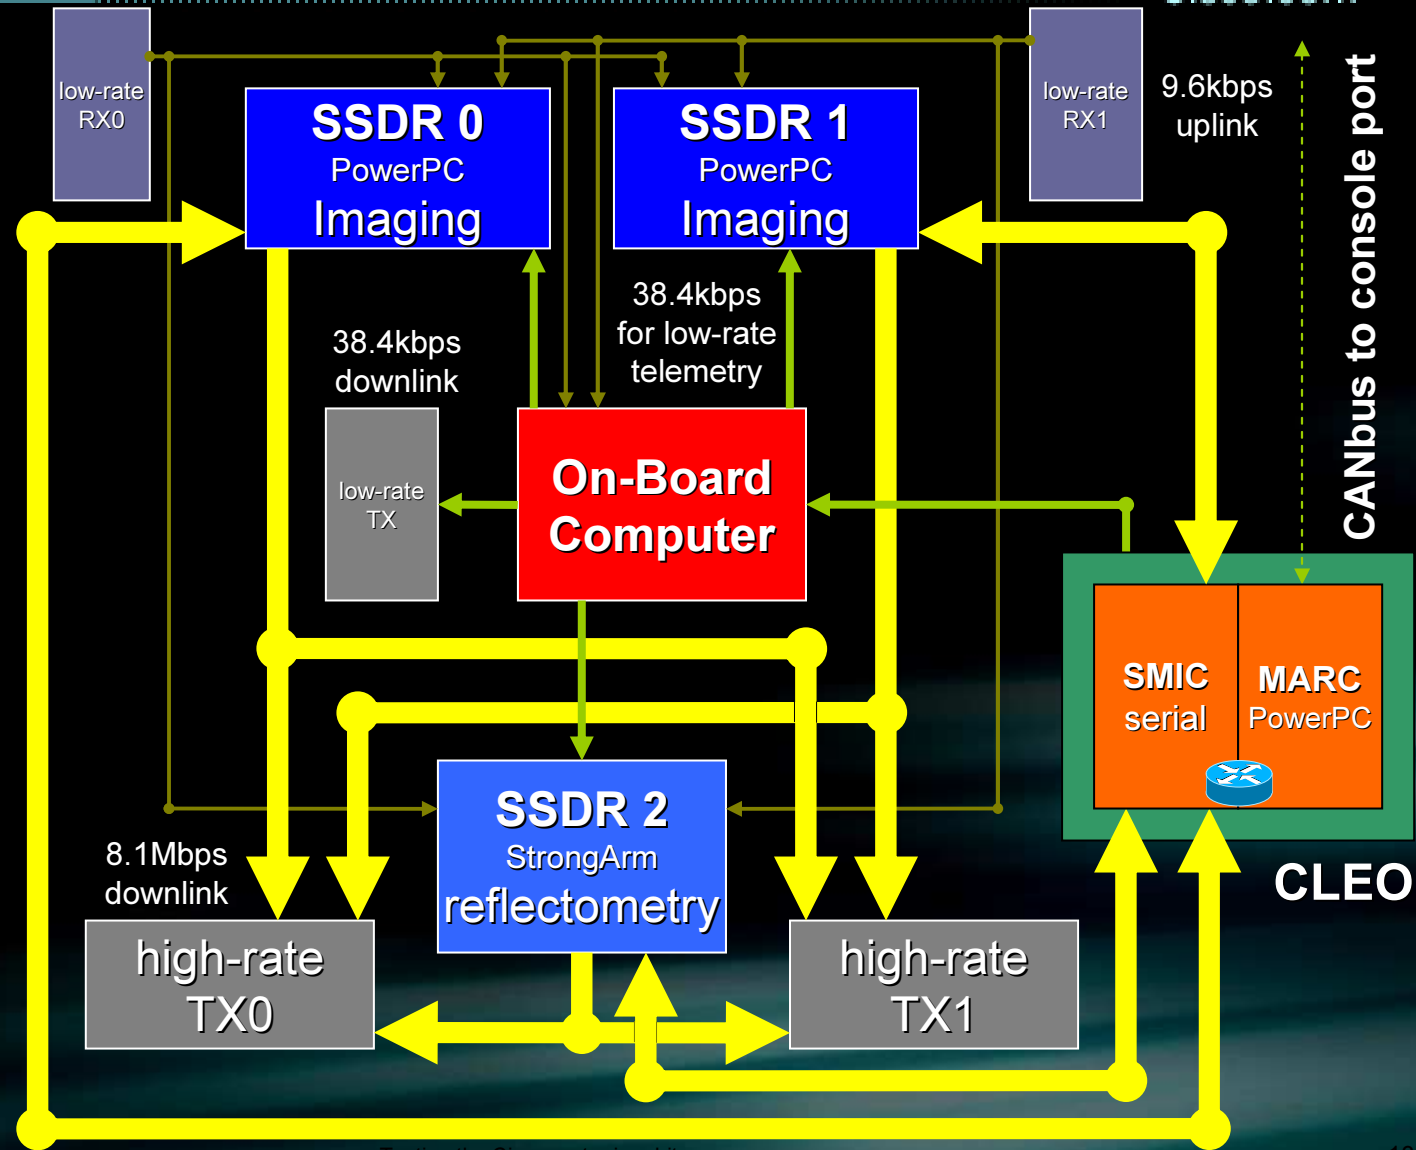 low-rate
RX0
SSDR 0
PowerPC
Imaging
SSDR 1
PowerPC
Imaging
low-rate
RX1
9.6kbps
uplink
CANbus to console port
38.4kbps
downlink
38.4kbps
for low-rate
telemetry
low-rate
TX
On-Board
Computer
SMIC
serial
MARC
PowerPC
CLEO
SSDR 2
StrongArm
reflectometry
8.1Mbps
downlink
high-rate
TX0
high-rate
TX1